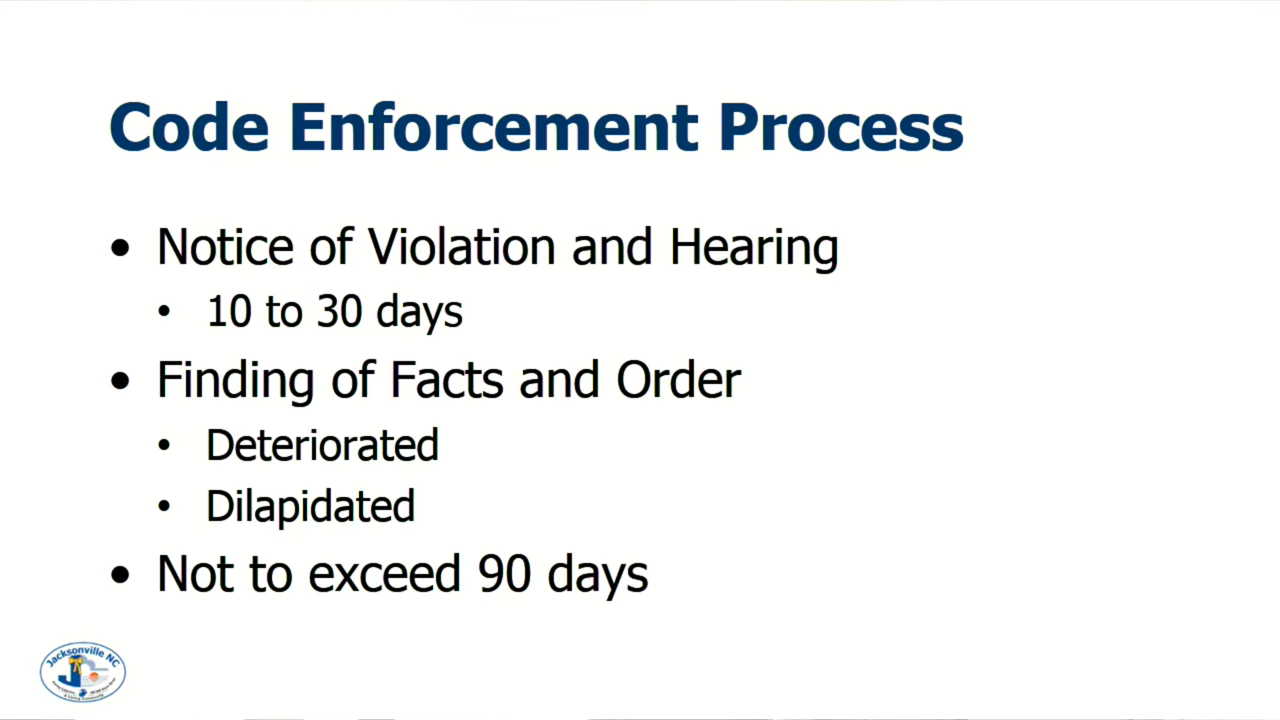 Code Enforcement Process
• Notice of Violation and Hearing
• 10 to 30 days
• Finding of Facts and Order
• Deteriorated
• Dilapidated
• Not to exceed 90 days
Jacksonville NC